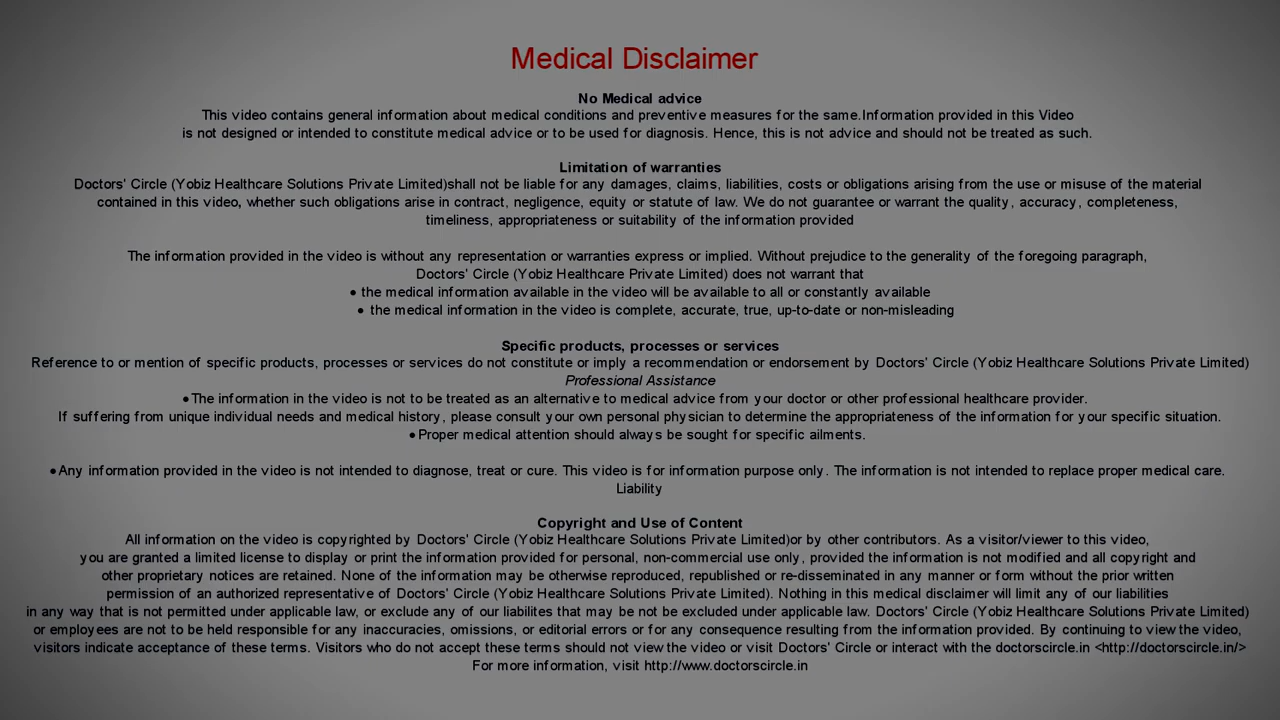 Medical Disclaimer
No Medical advice
This video contains general information about medical conditions and preventive measures for the same.Information provided in this Video
is not designed or intended to constitute medical advice or to be used for diagnosis. Hence, this is not advice and should not be treated as such.
Limitation of warranties
Doctors' Circle (Yobiz Healthcare Solutions Private Limited)shall not be liable for any damages, claims, liabilities, costs or obligations arising from the use or misuse of the material
contained in this video, whether such obligations arise in contract, negligence, equity or statute of law. We do not guarantee or warrant the quality, accuracy, completeness,
timeliness, appropriateness or suitability of the information provided
The information provided in the video is without any representation or warranties express or implied. Without prejudice to the generality of the foregoing paragraph,
Doctors' Circle (Yobiz Healthcare Private Limited) does not warrant that
• the medical information available in the video will be available to all or constantly available
• the medical information in the video is complete, accurate, true, up-to-date or non-misleading
Specific products, processes or services
Reference to or mention of specific products, processes or services do not constitute or imply a recommendation or endorsement by Doctors' Circle (Yobiz Healthcare Solutions Private Limited)
Professional Assistance
•The information in the video is not to be treated as an alternative to medical advice from your doctor or other professional healthcare provider.
If suffering from unique individual needs and medical history, please consult your own personal physician to determine the appropriateness of the information for your specific situation.
•Proper medical attention should always be sought for specific ailments.
•Any information provided in the video is not intended to diagnose, treat or cure. This video is for information purpose only. The information is not intended to replace proper medical care.
Liability
Copyright and Use of Content
All information on the video is copyrighted by Doctors' Circle (Yobiz Healthcare Solutions Private Limited)or by other contributors. As a visitor/viewer to this video,
you are granted a limited license to display or print the information provided for personal, non-commercial use only, provided the information is not modified and all copyright and
other proprietary notices are retained. None of the information may be otherwise reproduced, republished or re-disseminated in any manner or form without the prior written
permission of an authorized representative of Doctors' Circle (Yobiz Healthcare Solutions Private Limited). Nothing in this medical disclaimer will limit any of our liabilities
in any way that is not permitted under applicable law, or exclude any of our liabilites that may be not be excluded under applicable law. Doctors' Circle (Yobiz Healthcare Solutions Private Limited)
or employees are not to be held responsible for any inaccuracies, omissions, or editorial errors or for any consequence resulting from the information provided. By continuing to view the video,
visitors indicate acceptance of these terms. Visitors who do not accept these terms should not view the video or visit Doctors' Circle or interact with the doctorscircle.in <http://doctorscircle.in/>
For more information, visit http://www.doctorscircle.in